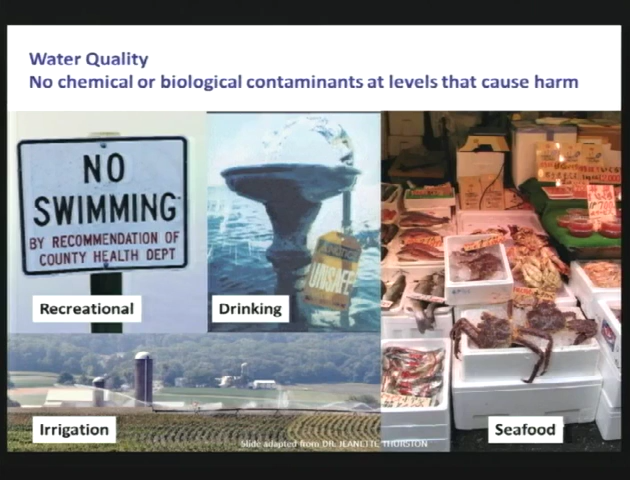 Water Quality
No chemical or biological contaminants at levels that cause harm
NO
SWIMMING
BY RECOMMENDATION OF
COUNTY HEALTH DEPT
Recreational
UNSAFE
Drinking
Irrigation
Slide adapted from DR. JEANETTE THURSTON
Seafood